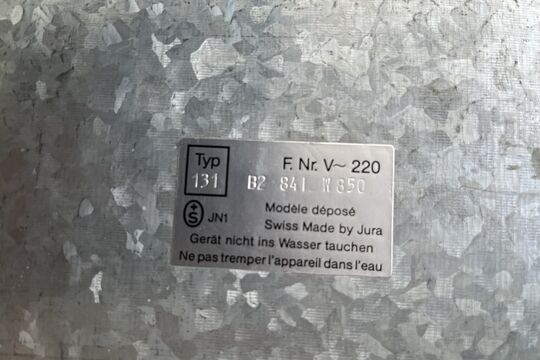 Typ
131
F. Nr. V~ 220
B2 841 W 850
S JN1
Modèle déposé
Swiss Made by Jura
Gerät nicht ins Wasser tauchen
Ne pas tremper l'appareil dans l'eau